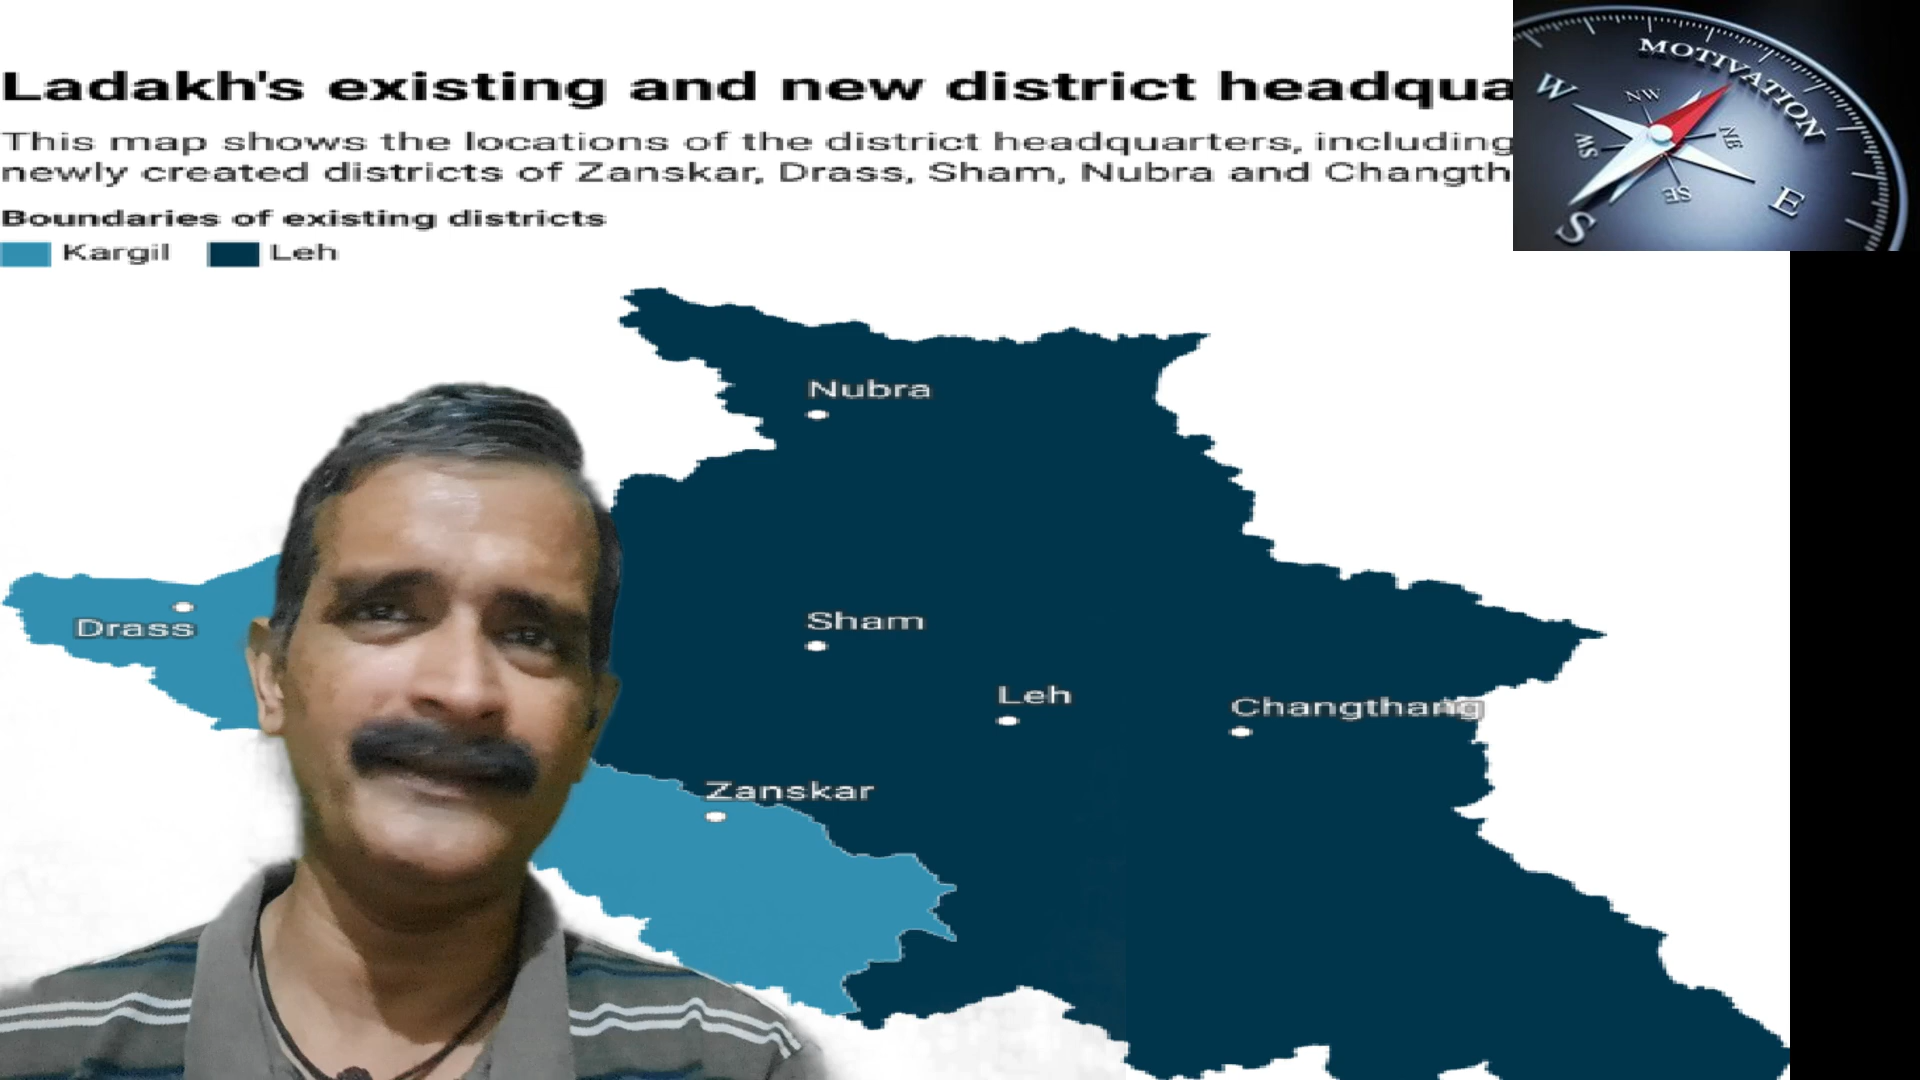 Ladakh's existing and new district headqua
This map shows the locations of the district headquarters, including
newly created districts of Zanskar, Drass, Sham, Nubra and Changth
Boundaries of existing districts
Kargil Leh
MOTIVATION
W NW NE
SW SE E
S
Nubra
Drass
Sham
Leh
Changthang
Zanskar